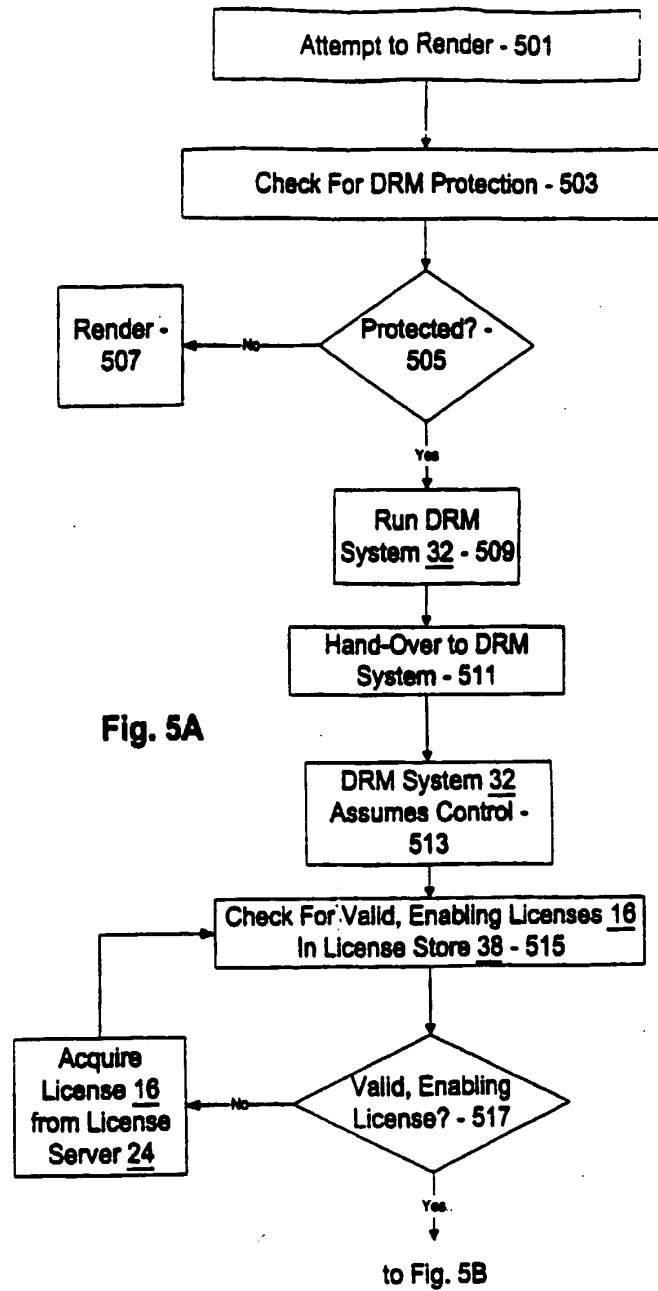 Attempt to Render - 501
Check For DRM Protection - 503
Render -
507
No
Protected? -
505
Yes
Run DRM
System 32 - 509
Hand-Over to DRM
System - 511
Fig. 5A
DRM System 32
Assumes Control -
513
Check For Valid, Enabling Licenses 16
In License Store 38 - 515
Acquire
License 16
from License
Server 24
No
Valid, Enabling
License? - 517
Yes
to Fig. 5B